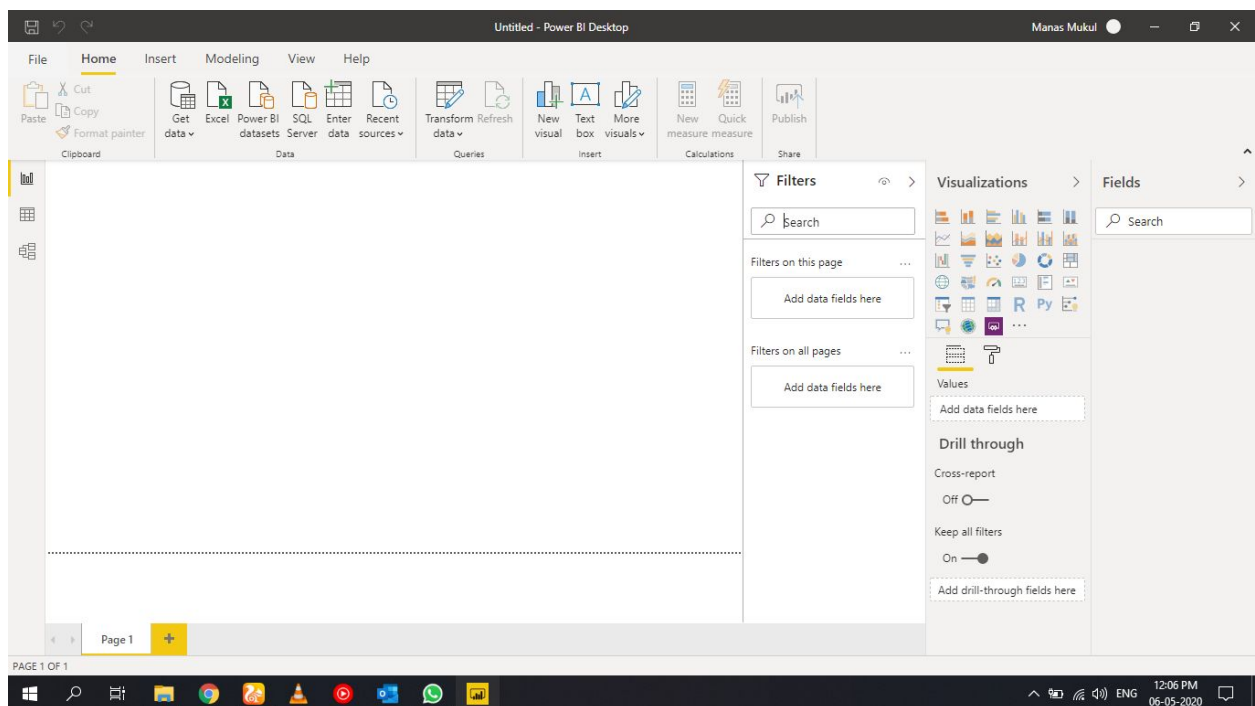 Untitled - Power BI Desktop
Manas Mukul
File Home Insert Modeling View Help
Paste
Cut
Copy
Format painter
Clipboard
Get data
Excel
Power BI datasets
SQL Server
Enter data
Recent sources
Data
Transform data
Refresh
Queries
New visual
Text box
More visuals
Insert
New measure
Quick measure
Calculations
Publish
Share
Filters
Search
Filters on this page
...
Add data fields here
Filters on all pages
...
Add data fields here
Visualizations
R Py
...
Values
Add data fields here
Drill through
Cross-report
Off
Keep all filters
On
Add drill-through fields here
Fields
Search
Page 1
PAGE 1 OF 1
ENG
12:06 PM
06-05-2020